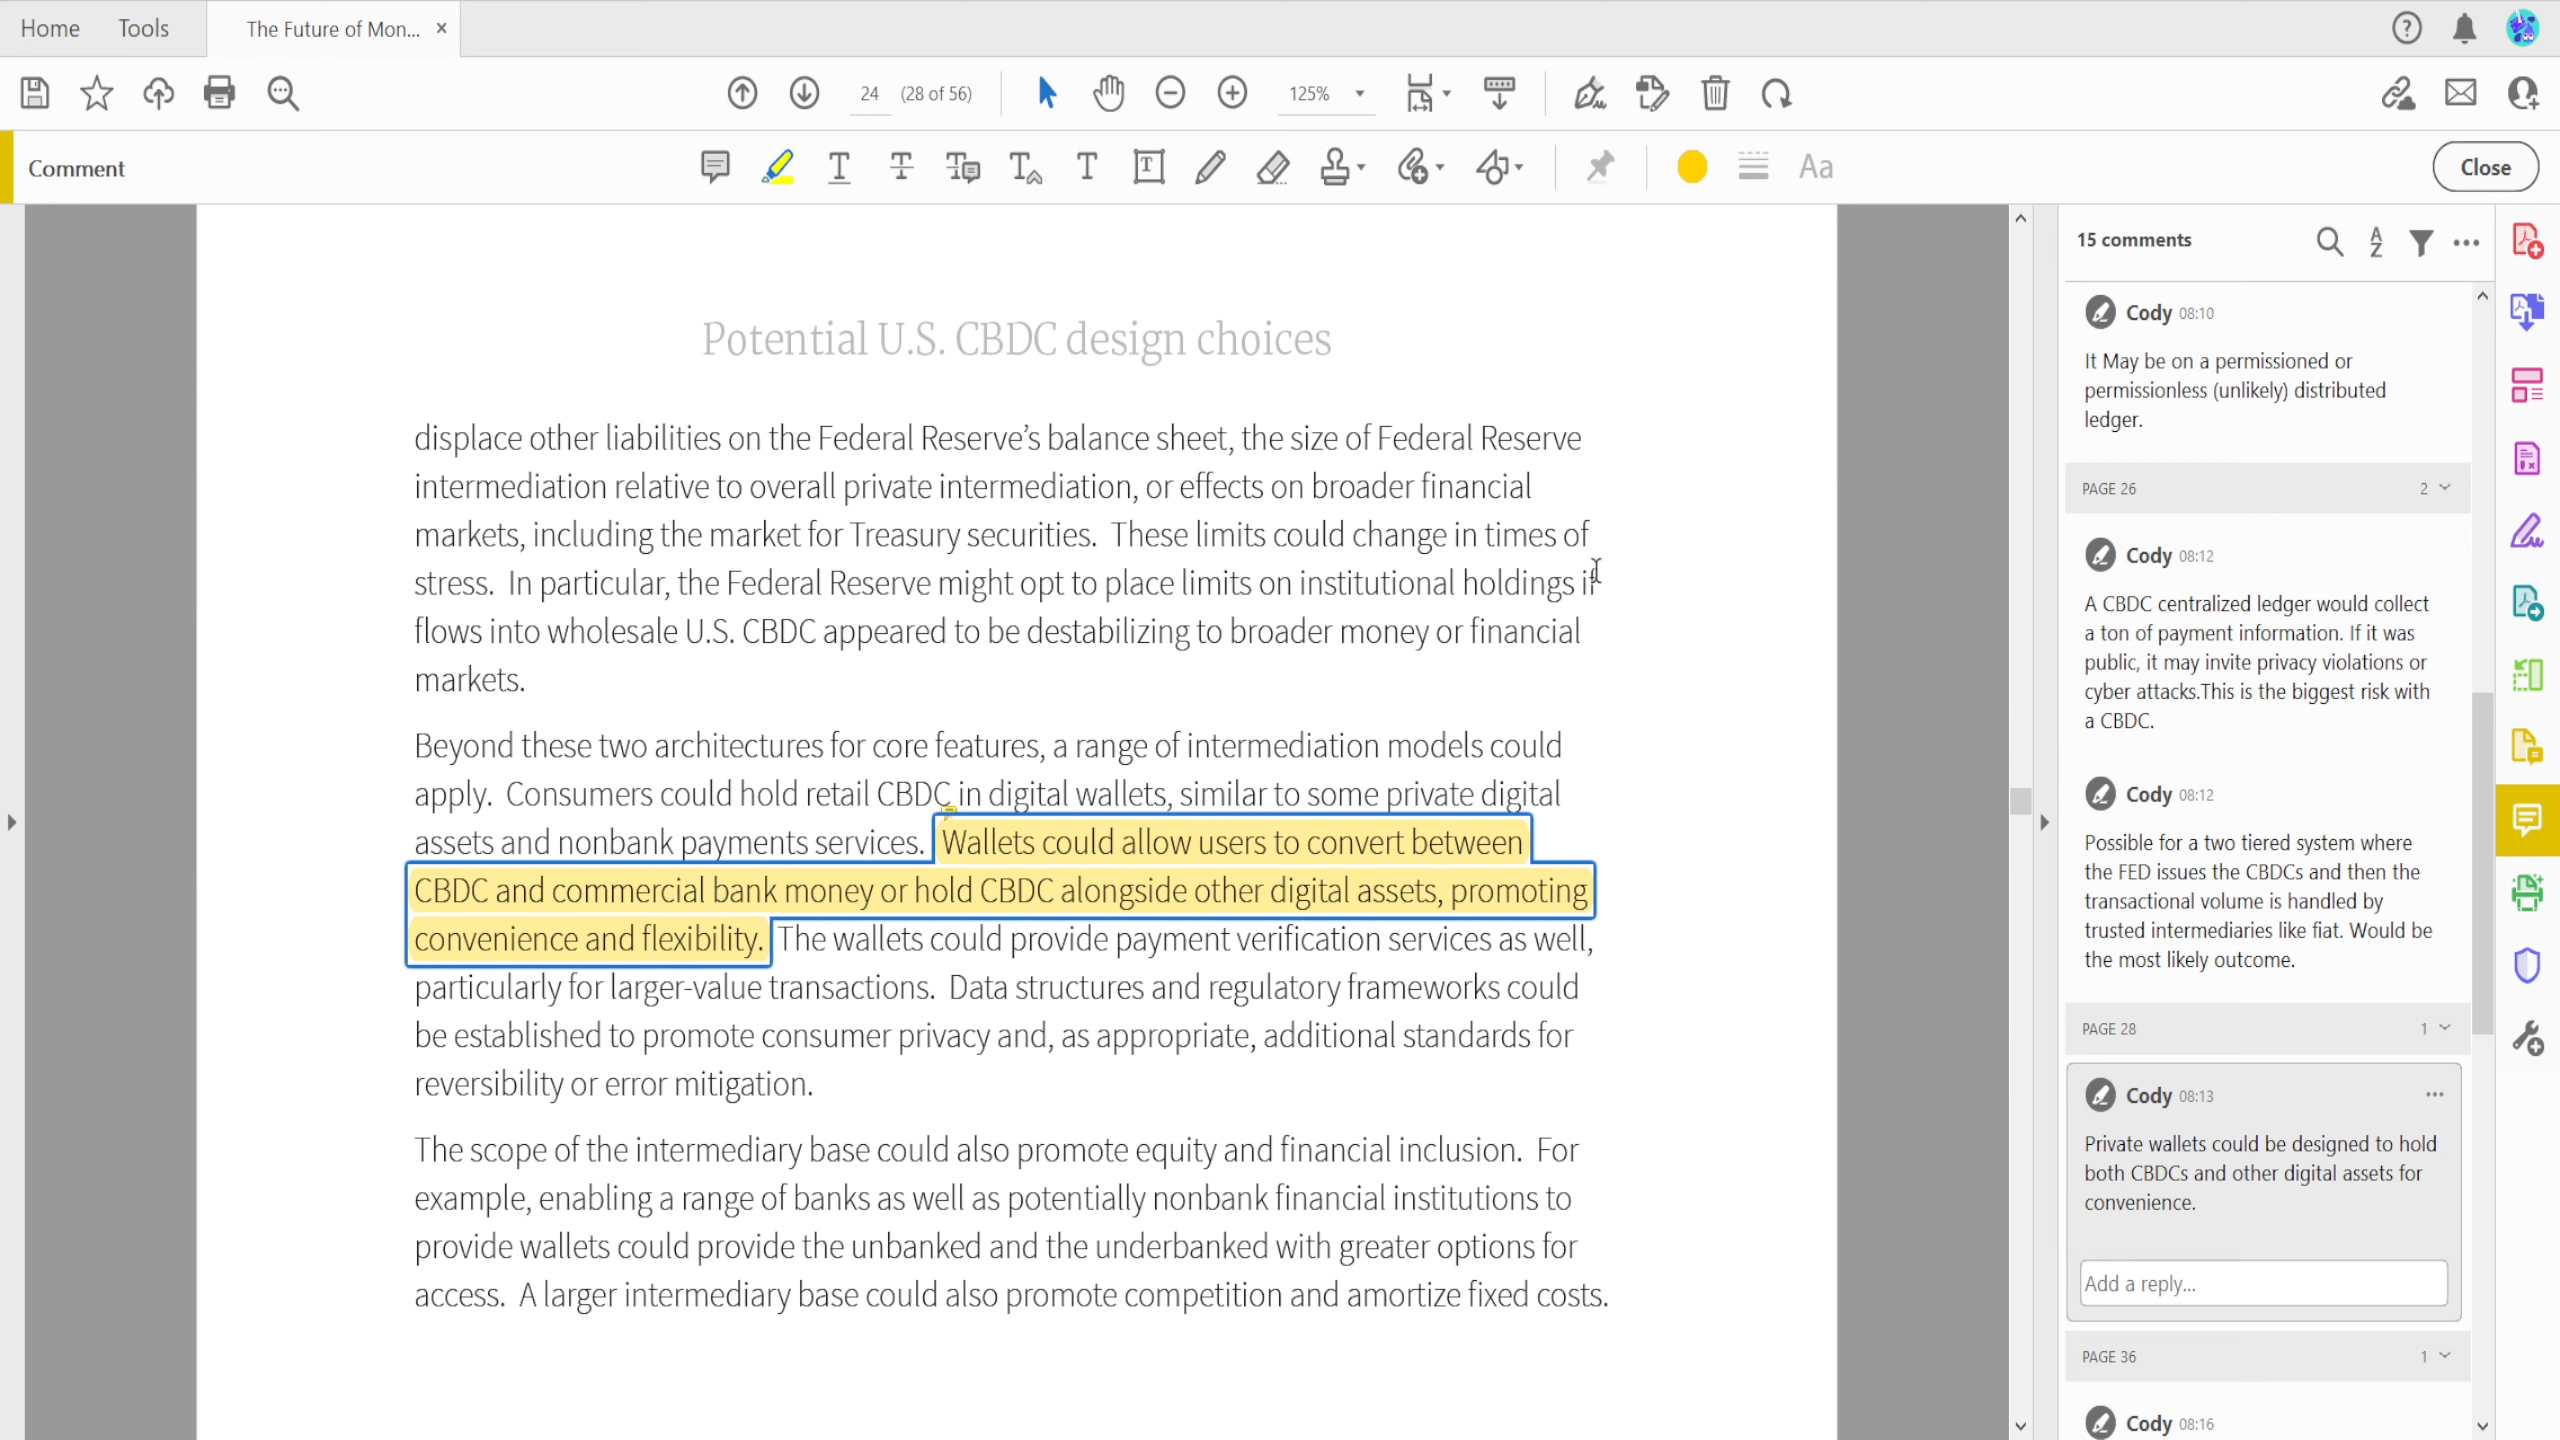 Home
Tools
The Future of Mon...
24
(28 of 56)
125%
Comment
Aa
Close
Potential U.S. CBDC design choices
displace other liabilities on the Federal Reserve’s balance sheet, the size of Federal Reserve
intermediation relative to overall private intermediation, or effects on broader financial
markets, including the market for Treasury securities.  These limits could change in times of
stress.  In particular, the Federal Reserve might opt to place limits on institutional holdings if
flows into wholesale U.S. CBDC appeared to be destabilizing to broader money or financial
markets.
Beyond these two architectures for core features, a range of intermediation models could
apply.  Consumers could hold retail CBDC in digital wallets, similar to some private digital
assets and nonbank payments services.  Wallets could allow users to convert between
CBDC and commercial bank money or hold CBDC alongside other digital assets, promoting
convenience and flexibility.  The wallets could provide payment verification services as well,
particularly for larger-value transactions.  Data structures and regulatory frameworks could
be established to promote consumer privacy and, as appropriate, additional standards for
reversibility or error mitigation.
The scope of the intermediary base could also promote equity and financial inclusion.  For
example, enabling a range of banks as well as potentially nonbank financial institutions to
provide wallets could provide the unbanked and the underbanked with greater options for
access.  A larger intermediary base could also promote competition and amortize fixed costs.
15 comments
Cody 08:10
It May be on a permissioned or
permissionless (unlikely) distributed
ledger.
PAGE 26
2
Cody 08:12
A CBDC centralized ledger would collect
a ton of payment information. If it was
public, it may invite privacy violations or
cyber attacks.This is the biggest risk with
a CBDC.
Cody 08:12
Possible for a two tiered system where
the FED issues the CBDCs and then the
transactional volume is handled by
trusted intermediaries like fiat. Would be
the most likely outcome.
PAGE 28
1
Cody 08:13
Private wallets could be designed to hold
both CBDCs and other digital assets for
convenience.
Add a reply...
PAGE 36
1
Cody 08:16